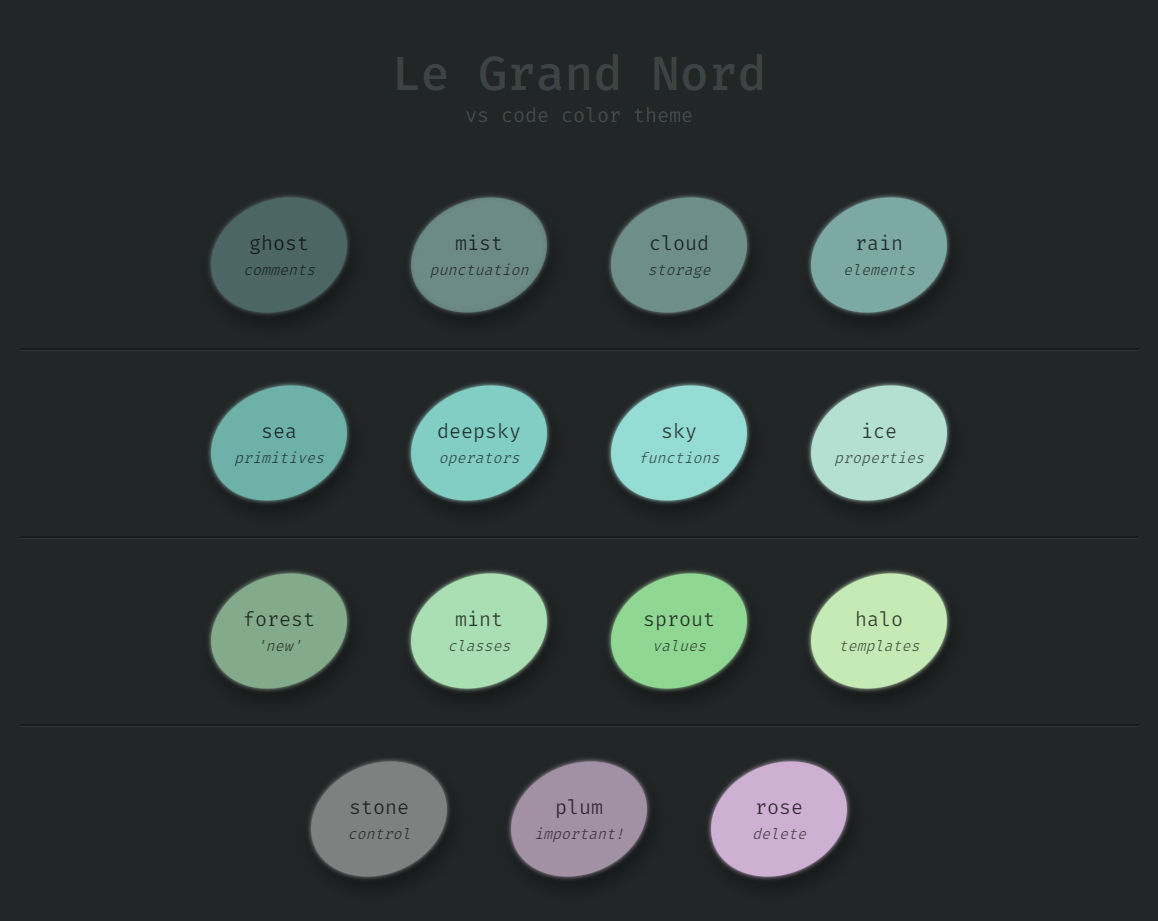 Le Grand Nord
vs code color theme
ghost
comments
mist
punctuation
cloud
storage
rain
elements
sea
primitives
deepsky
operators
sky
functions
ice
properties
forest
'new'
mint
classes
sprout
values
halo
templates
stone
control
plum
important!
rose
delete